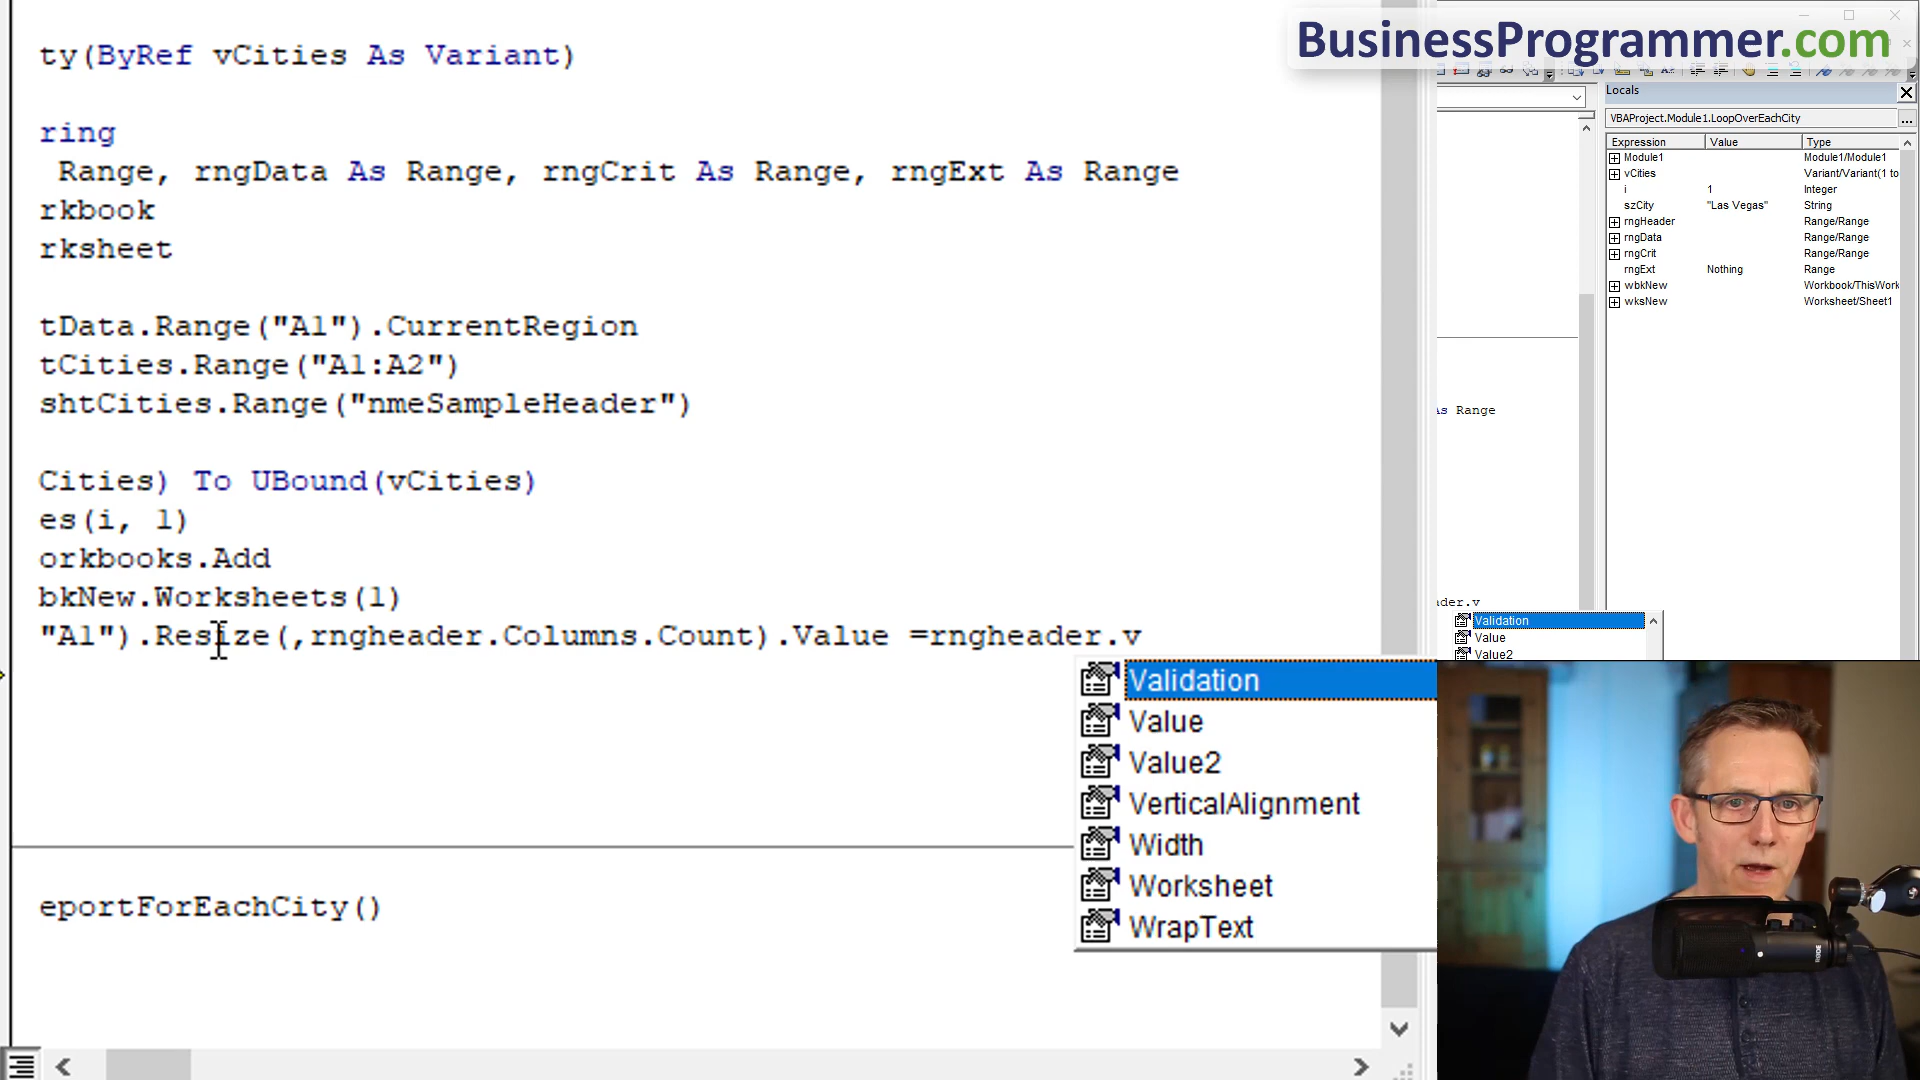 BusinessProgrammer.com
ty(ByRef vCities As Variant)
ring
Range, rngData As Range, rngCrit As Range, rngExt As Range
rkbook
rksheet
tData.Range("A1").CurrentRegion
tCities.Range("A1:A2")
shtCities.Range("nmeSampleHeader")
Cities) To UBound(vCities)
es(i, 1)
orkbooks.Add
bkNew.Worksheets(1)
"A1").Resize(,rngheader.Columns.Count).Value =rngheader.v
Validation
Value
Value2
VerticalAlignment
Width
Worksheet
WrapText
eportForEachCity()
Locals
VBAProject.Module1.LoopOverEachCity
...
Expression Value Type
Module1 Module1/Module1
vCities Variant/Variant(1 to
i 1 Integer
szCity "Las Vegas" String
rngHeader Range/Range
rngData Range/Range
rngCrit Range/Range
rngExt Nothing Range
wbkNew Workbook/ThisWork
wksNew Worksheet/Sheet1
As Range
der.v
Validation
Value
Value2
RØDE